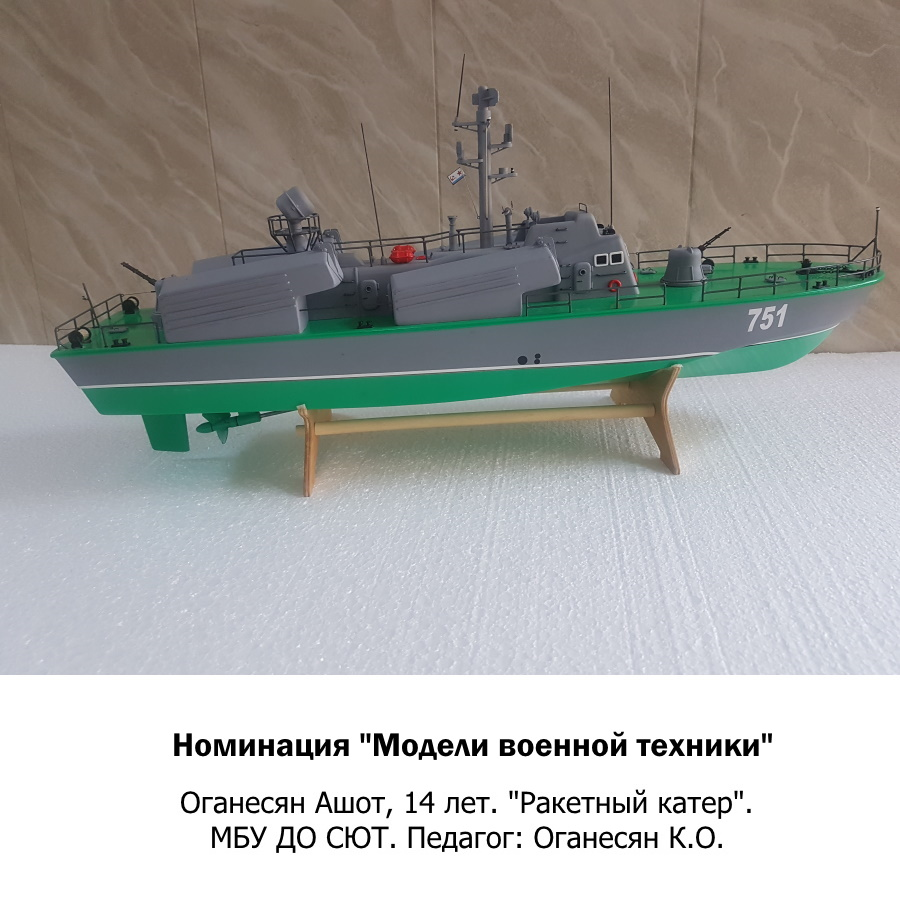 751
Номинация "Модели военной техники"
Оганесян Ашот, 14 лет. "Ракетный катер".
МБУ ДО СЮТ. Педагог: Оганесян К.О.